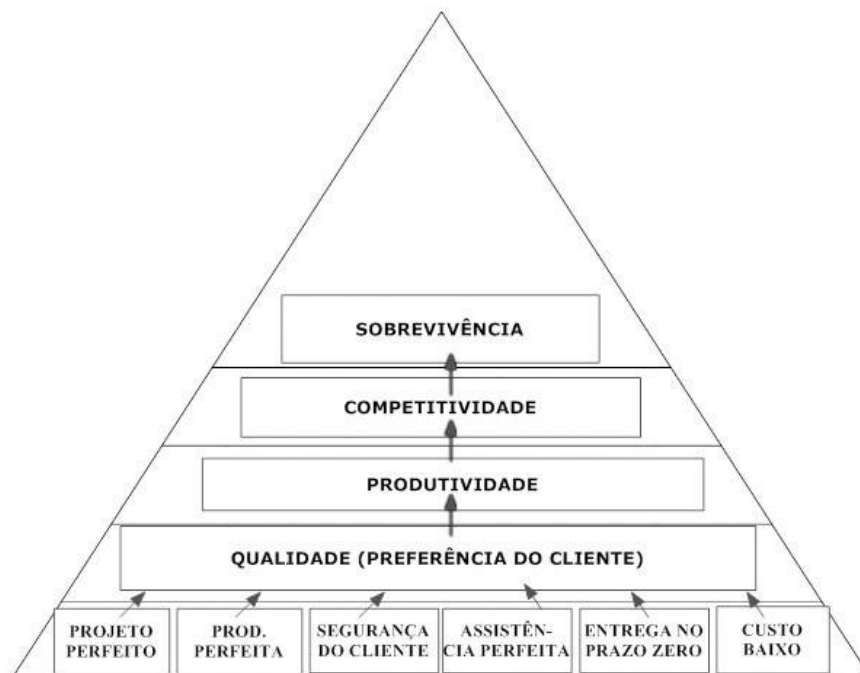 SOBREVIVÊNCIA
COMPETITIVIDADE
PRODUTIVIDADE
QUALIDADE (PREFERÊNCIA DO CLIENTE)
PROJETO
PERFEITO
PROD.
PERFEITA
SEGURANÇA
DO CLIENTE
ASSISTÊN-
CIA PERFEITA
ENTREGA NO
PRAZO ZERO
CUSTO
BAIXO